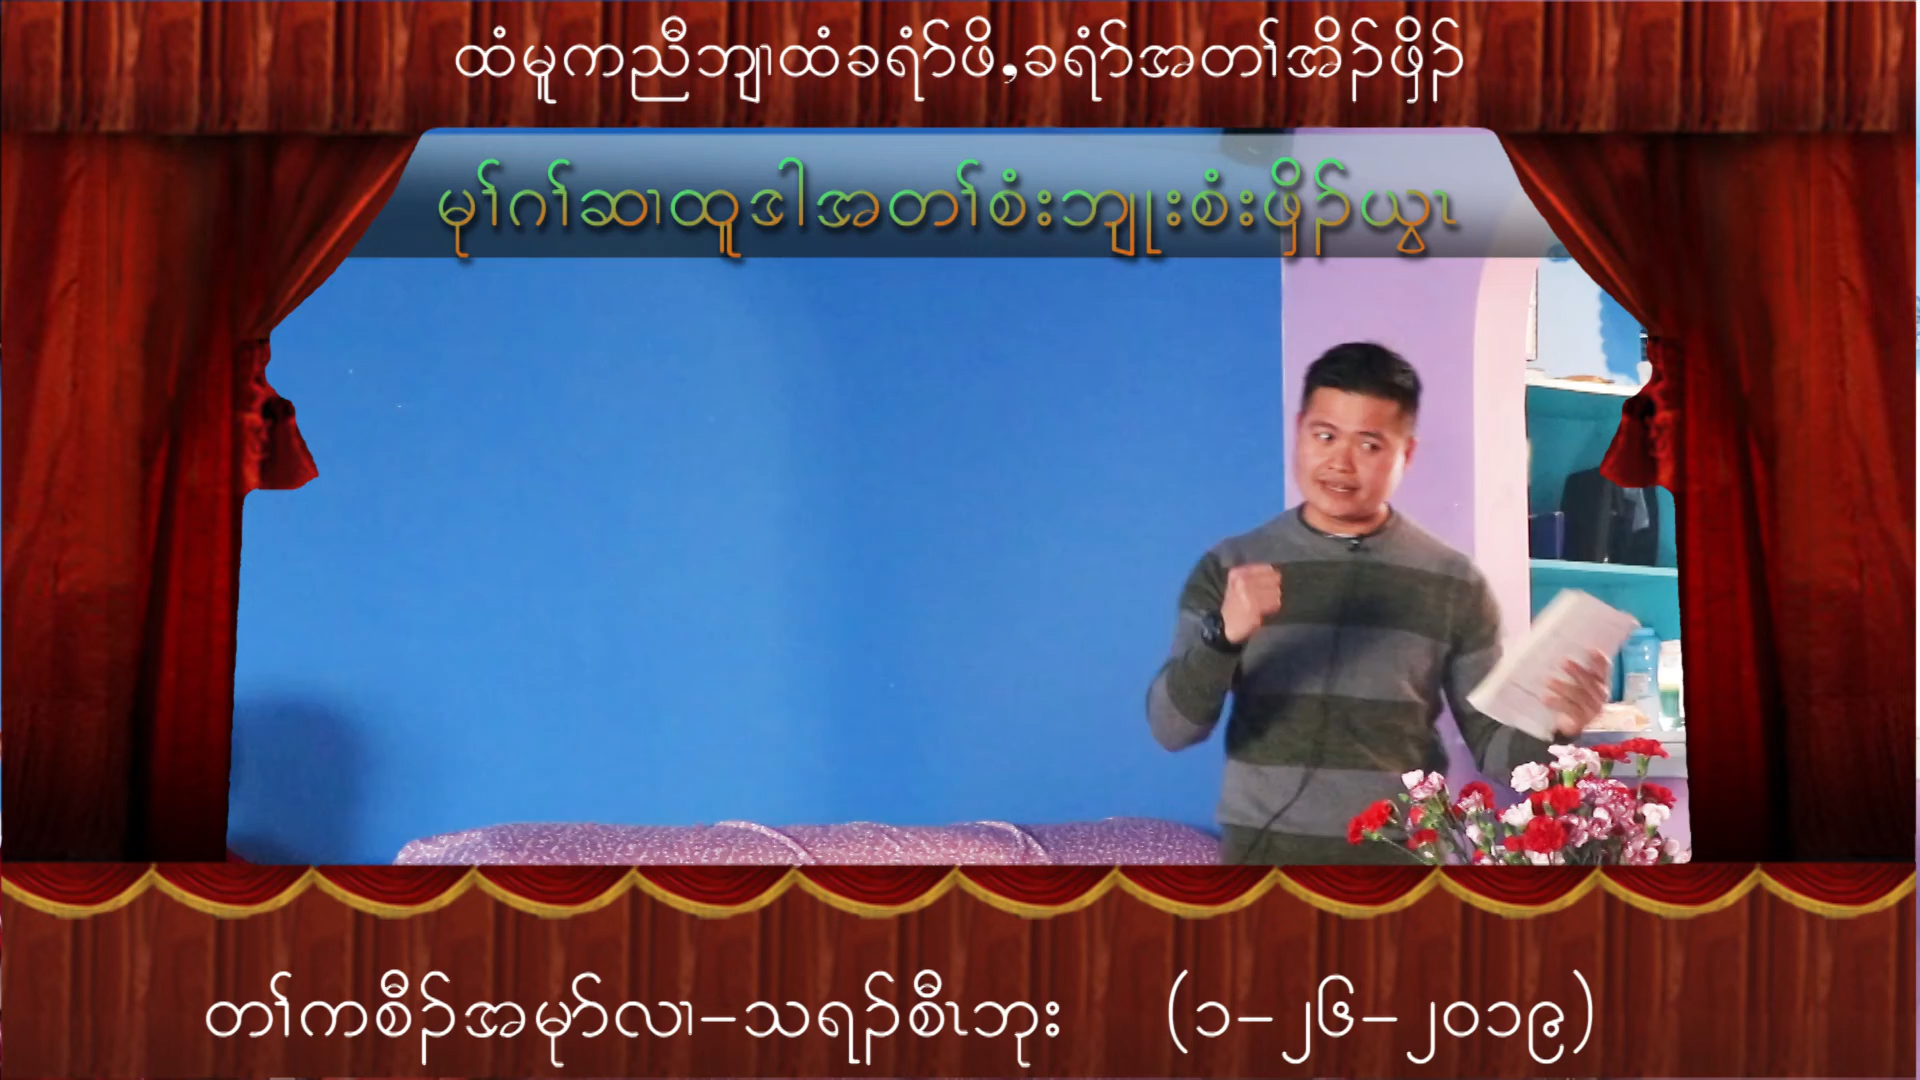 ထံမူကညီဘျၢထံခရံာ်ဖိ,ခရံာ်အတၢ်အိၣ်ဖှိၣ်
မုၢ်ဂၢ်ဆၢထူဒါအတၢ်စံးဘျုးစံးဖှိၣ်ယွၤ
တၢ်ကစီၣ်အမုာ်လၢ-သရၣ်စီၤဘုး (၁-၂၆-၂၀၁၉)